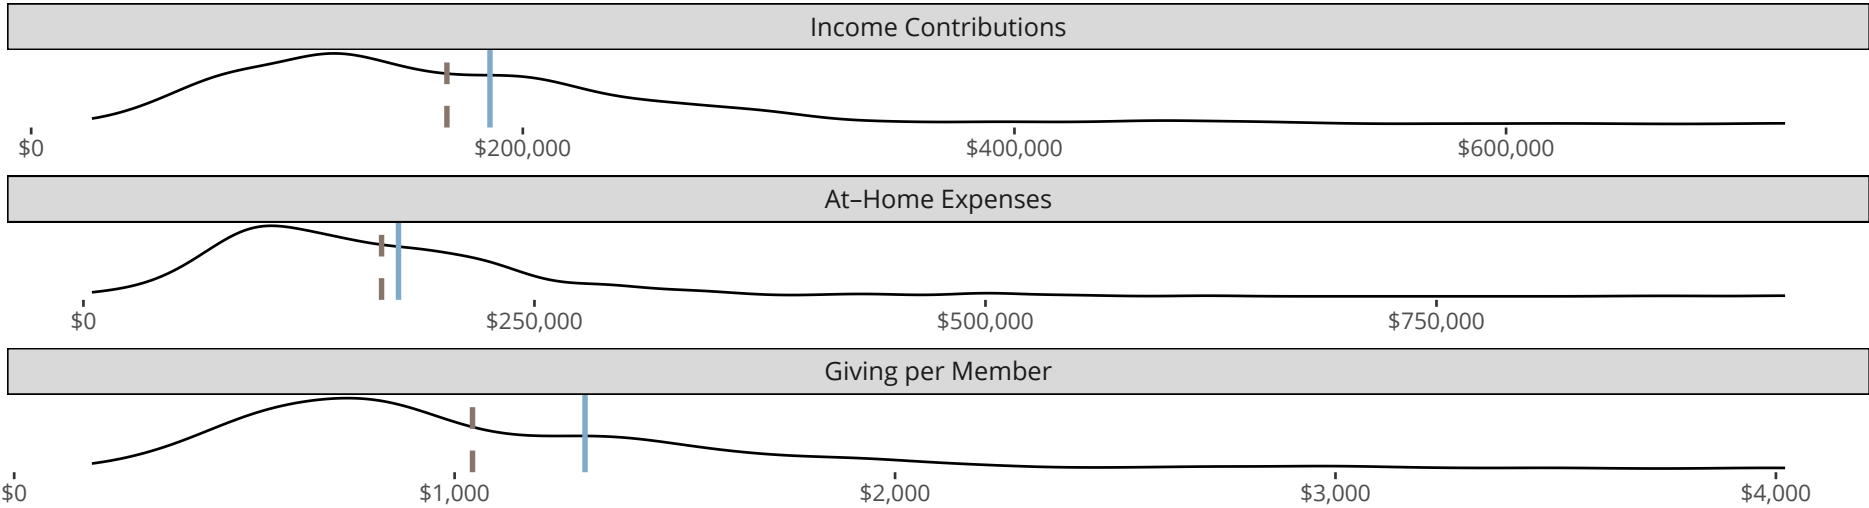 Income Contributions
$0 $200,000 $400,000 $600,000
At–Home Expenses
$0 $250,000 $500,000 $750,000
Giving per Member
$0 $1,000 $2,000 $3,000 $4,000